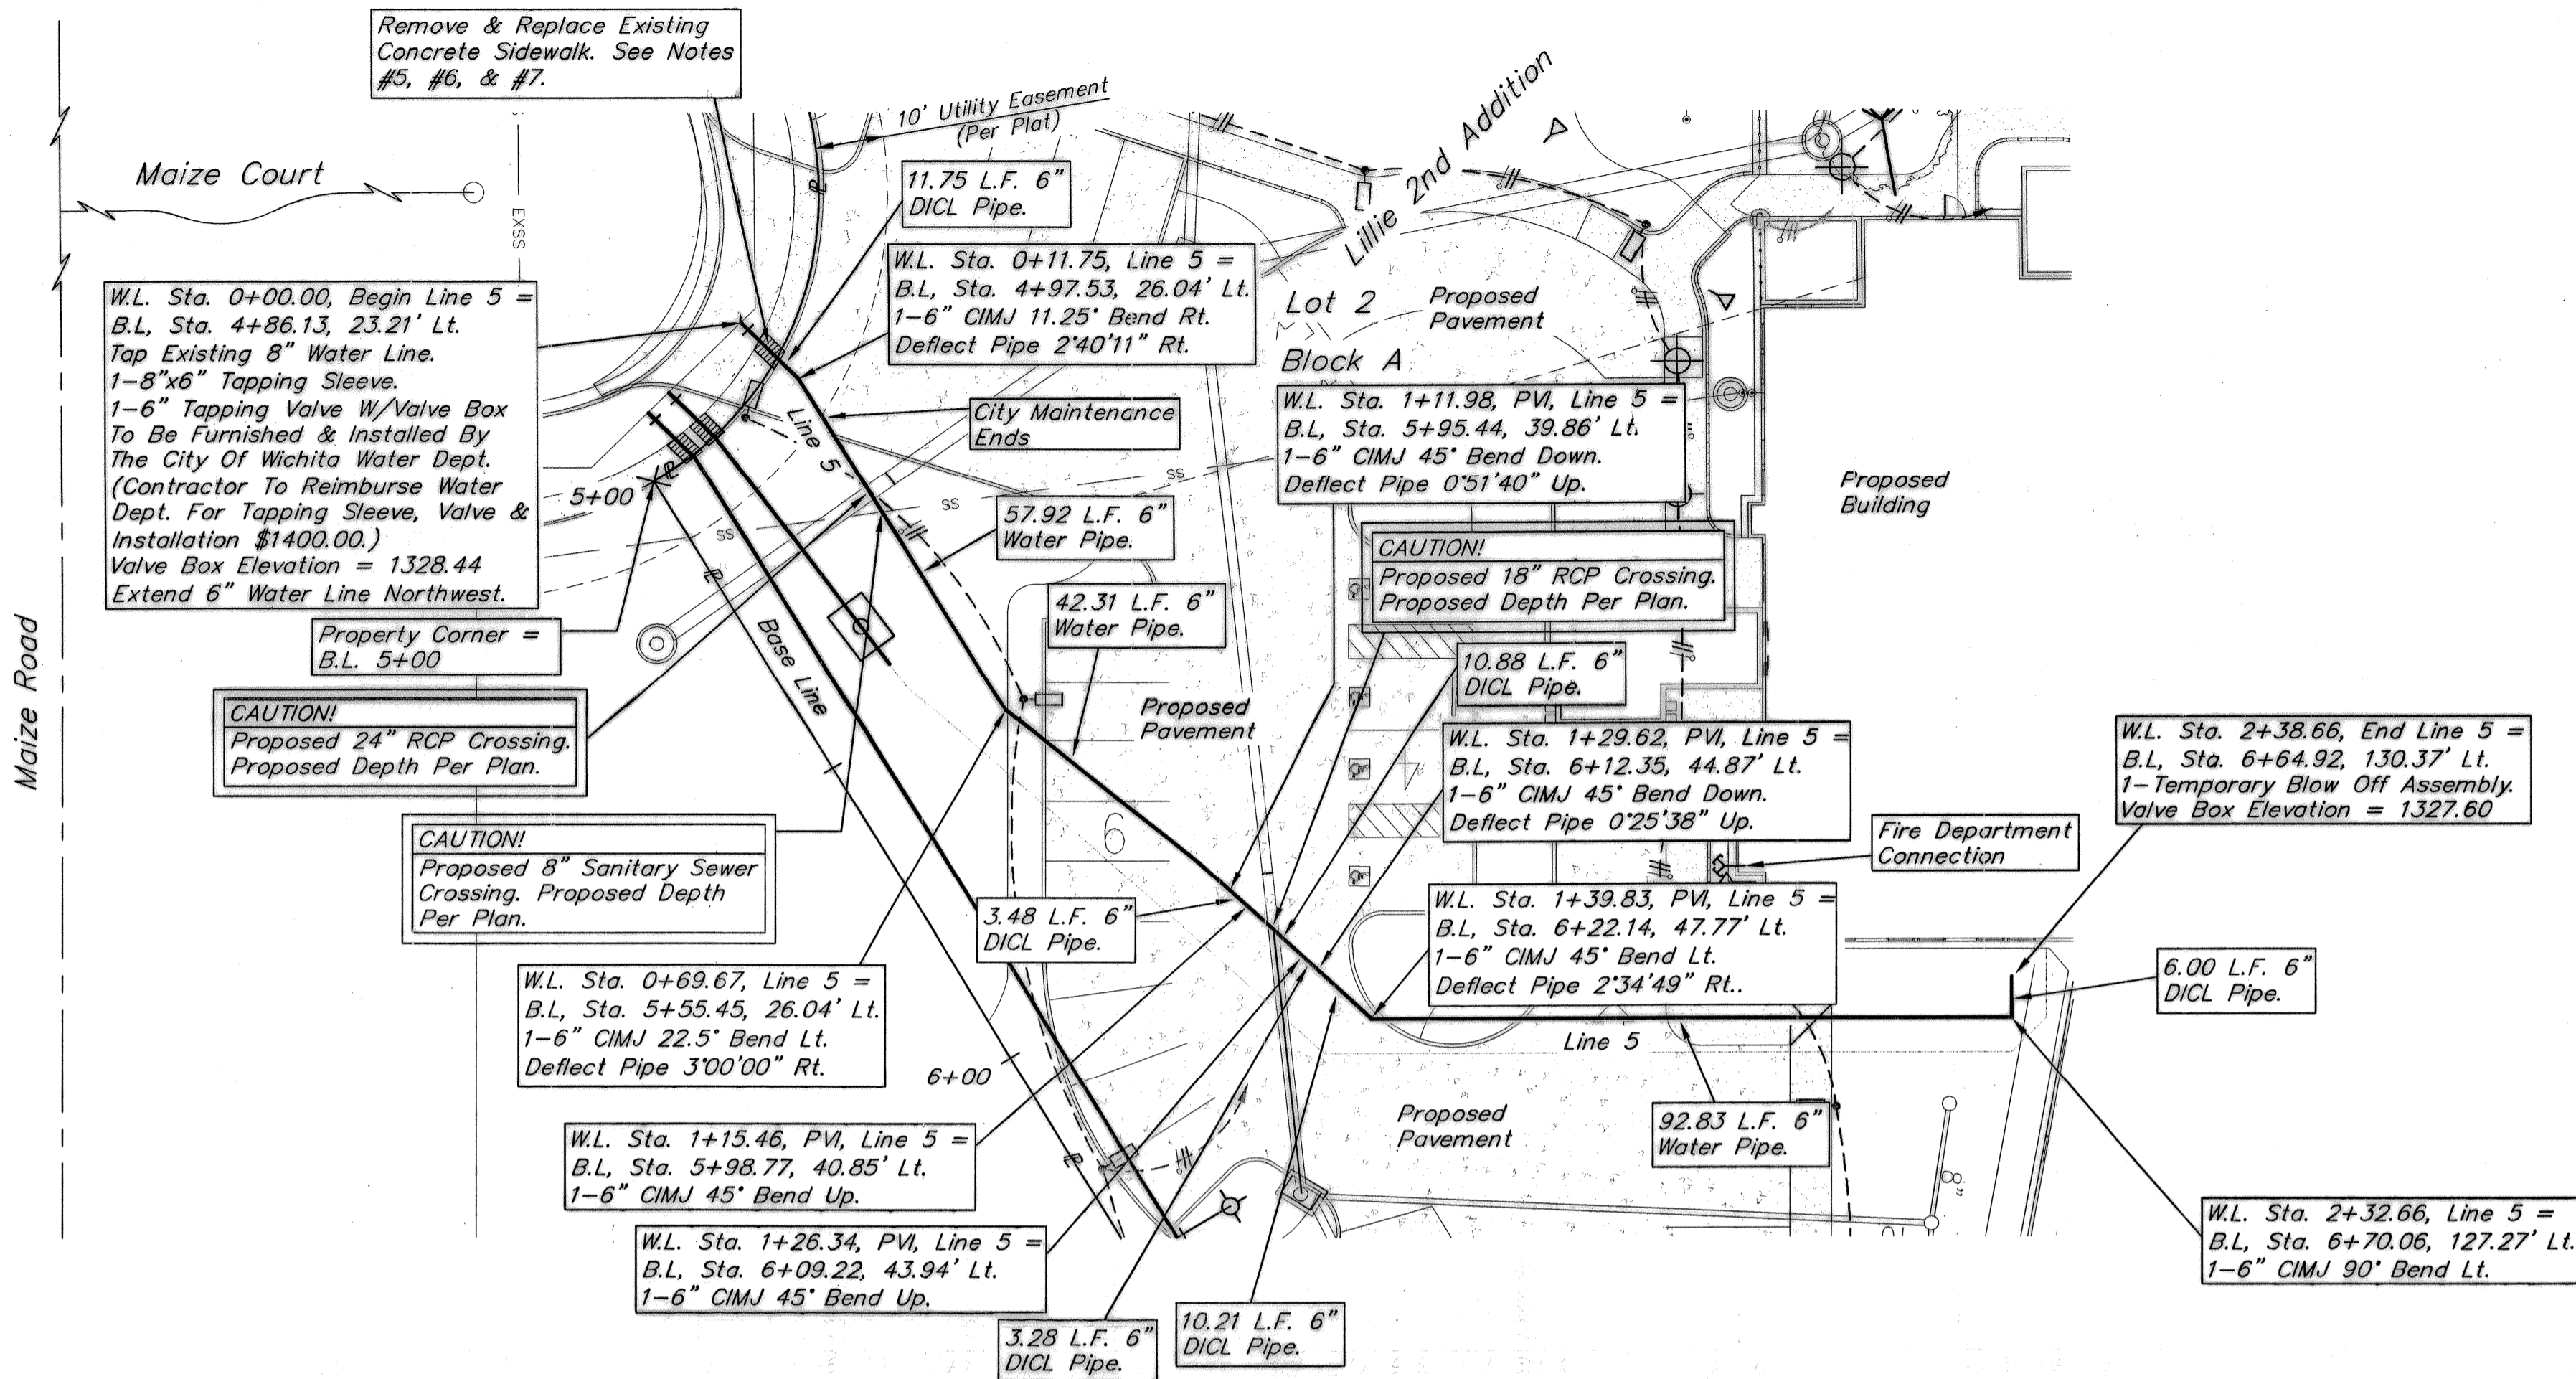 Remove & Replace Existing
Concrete Sidewalk. See Notes
#5, #6, & #7.
10' Utility Easement
(Per Plat)
Lillie 2nd Addition
Maize Court
EXSS
11.75 L.F. 6"
DICL Pipe.
W.L. Sta. 0+11.75, Line 5 =
B.L, Sta. 4+97.53, 26.04' Lt.
1-6" CIMJ 11.25° Bend Rt.
Deflect Pipe 2°40'11" Rt.
Lot 2
Proposed
Pavement
Block A
W.L. Sta. 0+00.00, Begin Line 5 =
B.L, Sta. 4+86.13, 23.21' Lt.
Tap Existing 8" Water Line.
1-8"x6" Tapping Sleeve.
1-6" Tapping Valve W/Valve Box
To Be Furnished & Installed By
The City Of Wichita Water Dept.
(Contractor To Reimburse Water
Dept. For Tapping Sleeve, Valve &
Installation $1400.00.)
Valve Box Elevation = 1328.44
Extend 6" Water Line Northwest.
City Maintenance
Ends
Line 5
W.L. Sta. 1+11.98, PVI, Line 5 =
B.L, Sta. 5+95.44, 39.86' Lt.
1-6" CIMJ 45° Bend Down.
Deflect Pipe 0°51'40" Up.
Proposed
Building
5+00
SS
SS
SS
57.92 L.F. 6"
Water Pipe.
CAUTION!
Proposed 18" RCP Crossing.
Proposed Depth Per Plan.
42.31 L.F. 6"
Water Pipe.
Property Corner =
B.L. 5+00
Base Line
10.88 L.F. 6"
DICL Pipe.
Maize Road
CAUTION!
Proposed 24" RCP Crossing.
Proposed Depth Per Plan.
Proposed
Pavement
W.L. Sta. 1+29.62, PVI, Line 5 =
B.L, Sta. 6+12.35, 44.87' Lt.
1-6" CIMJ 45° Bend Down.
Deflect Pipe 0°25'38" Up.
W.L. Sta. 2+38.66, End Line 5 =
B.L, Sta. 6+64.92, 130.37' Lt.
1-Temporary Blow Off Assembly.
Valve Box Elevation = 1327.60
CAUTION!
Proposed 8" Sanitary Sewer
Crossing. Proposed Depth
Per Plan.
6
Fire Department
Connection
3.48 L.F. 6"
DICL Pipe.
W.L. Sta. 1+39.83, PVI, Line 5 =
B.L, Sta. 6+22.14, 47.77' Lt.
1-6" CIMJ 45° Bend Lt.
Deflect Pipe 2°34'49" Rt..
6.00 L.F. 6"
DICL Pipe.
W.L. Sta. 0+69.67, Line 5 =
B.L, Sta. 5+55.45, 26.04' Lt.
1-6" CIMJ 22.5° Bend Lt.
Deflect Pipe 3°00'00" Rt.
Line 5
6+00
Proposed
Pavement
92.83 L.F. 6"
Water Pipe.
W.L. Sta. 1+15.46, PVI, Line 5 =
B.L, Sta. 5+98.77, 40.85' Lt.
1-6" CIMJ 45° Bend Up.
8"
W.L. Sta. 2+32.66, Line 5 =
B.L, Sta. 6+70.06, 127.27' Lt.
1-6" CIMJ 90° Bend Lt.
W.L. Sta. 1+26.34, PVI, Line 5 =
B.L, Sta. 6+09.22, 43.94' Lt.
1-6" CIMJ 45° Bend Up.
3.28 L.F. 6"
DICL Pipe.
10.21 L.F. 6"
DICL Pipe.